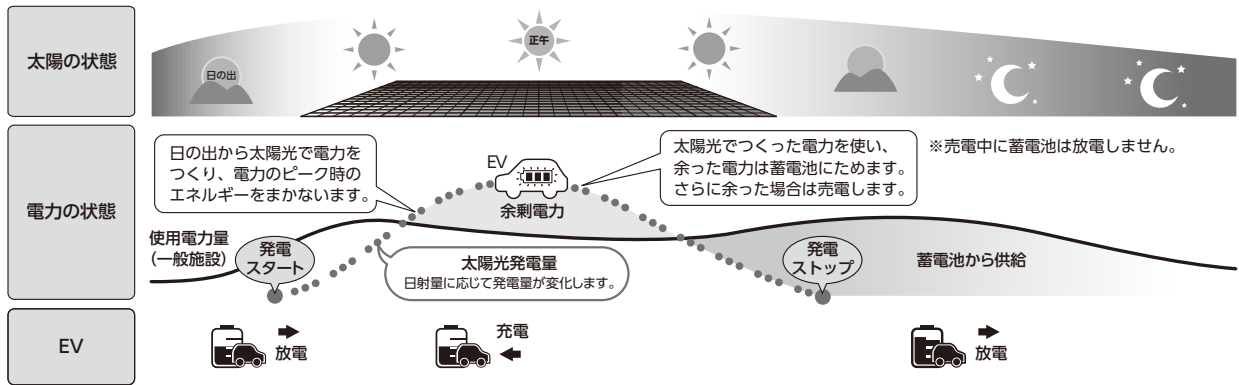 太陽の状態
日の出
正午
電力の状態
日の出から太陽光で電力を
つくり、電力のピーク時の
エネルギーをまかないます。
EV
余剰電力
太陽光でつくった電力を使い、
余った電力は蓄電池にためます。
さらに余った場合は売電します。
※売電中に蓄電池は放電しません。
使用電力量
(一般施設)
発電
スタート
太陽光発電量
日射量に応じて発電量が変化します。
発電
ストップ
蓄電池から供給
EV
放電
充電
放電